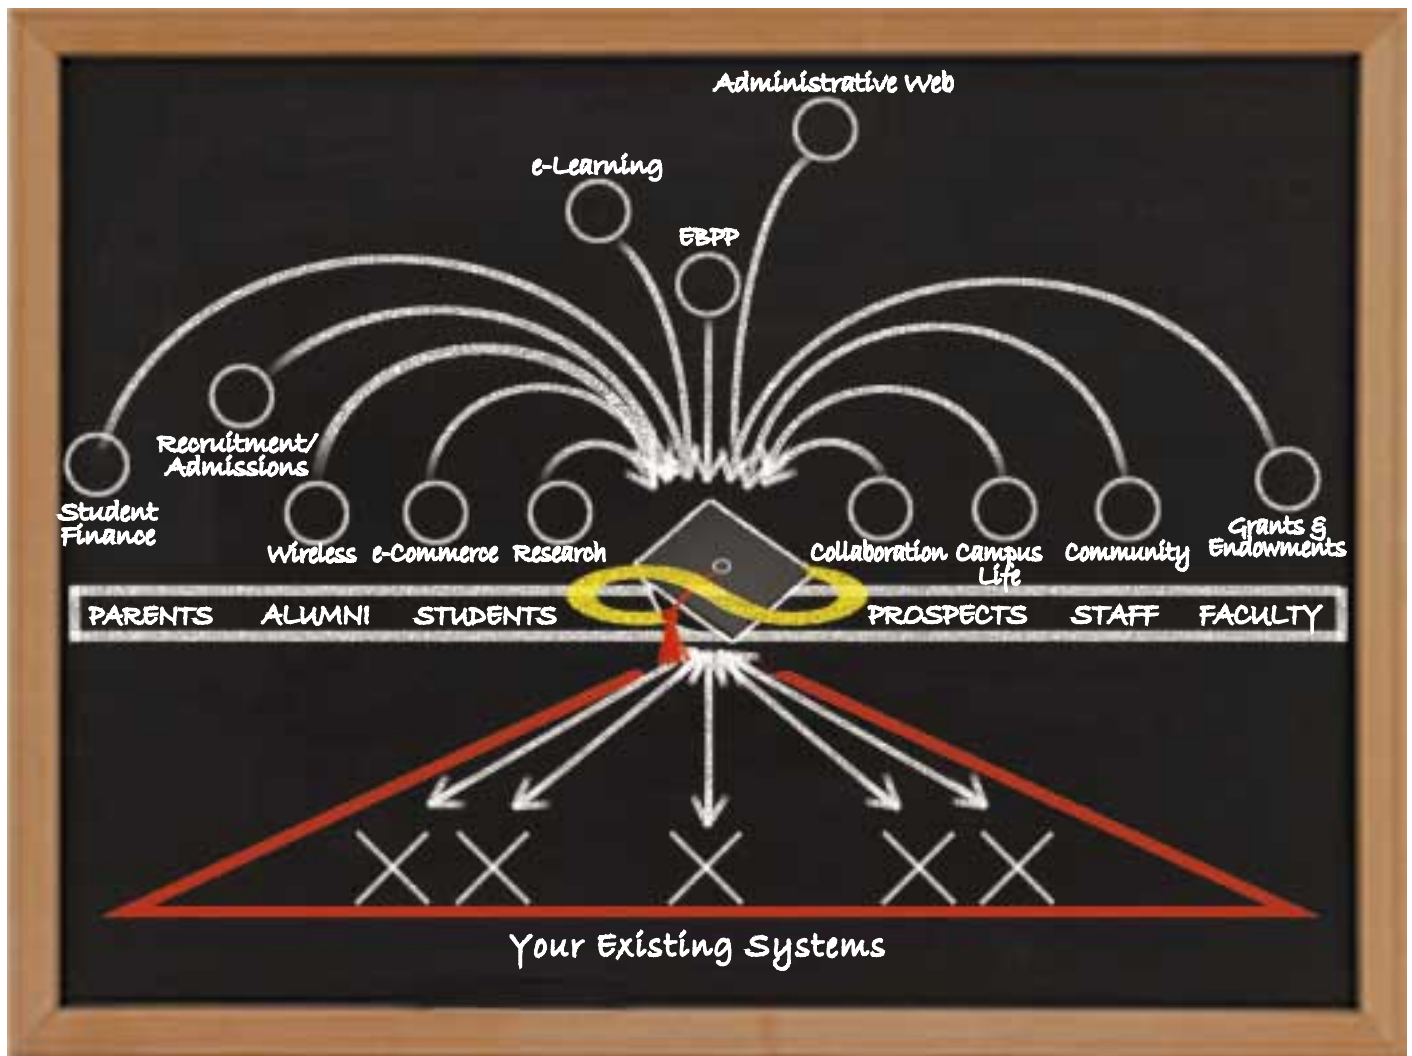 Administrative Web
e-Learning
EBPP
Recruitment/
Admissions
Student
Finance
Wireless
e-Commerce
Research
Collaboration
Campus
Life
Community
Grants &
Endowments
PARENTS ALUMNI STUDENTS PROSPECTS STAFF FACULTY
Your Existing Systems